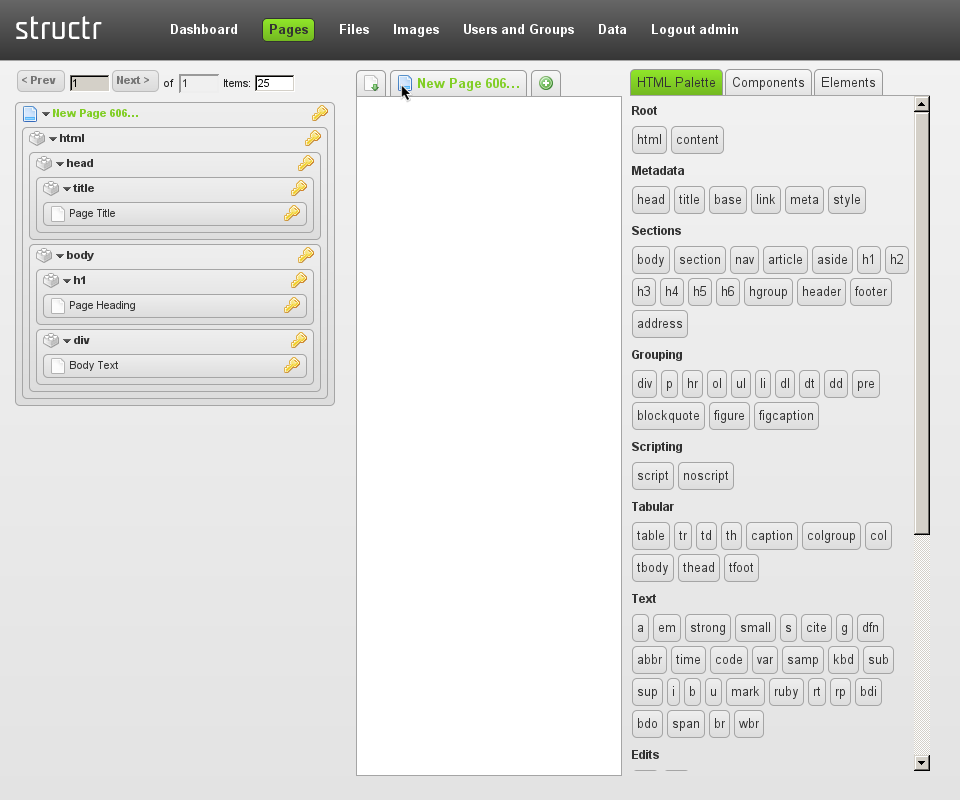 structr
Dashboard Pages Files Images Users and Groups Data Logout admin
< Prev 1 Next > of 1 Items: 25
New Page 606...
html
head
title
Page Title
body
h1
Page Heading
div
Body Text
New Page 606...
HTML Palette Components Elements
Root
html content
Metadata
head title base link meta style
Sections
body section nav article aside h1 h2
h3 h4 h5 h6 hgroup header footer
address
Grouping
div p hr ol ul li dl dt dd pre
blockquote figure figcaption
Scripting
script noscript
Tabular
table tr td th caption colgroup col
tbody thead tfoot
Text
a em strong small s cite g dfn
abbr time code var samp kbd sub
sup i b u mark ruby rt rp bdi
bdo span br wbr
Edits